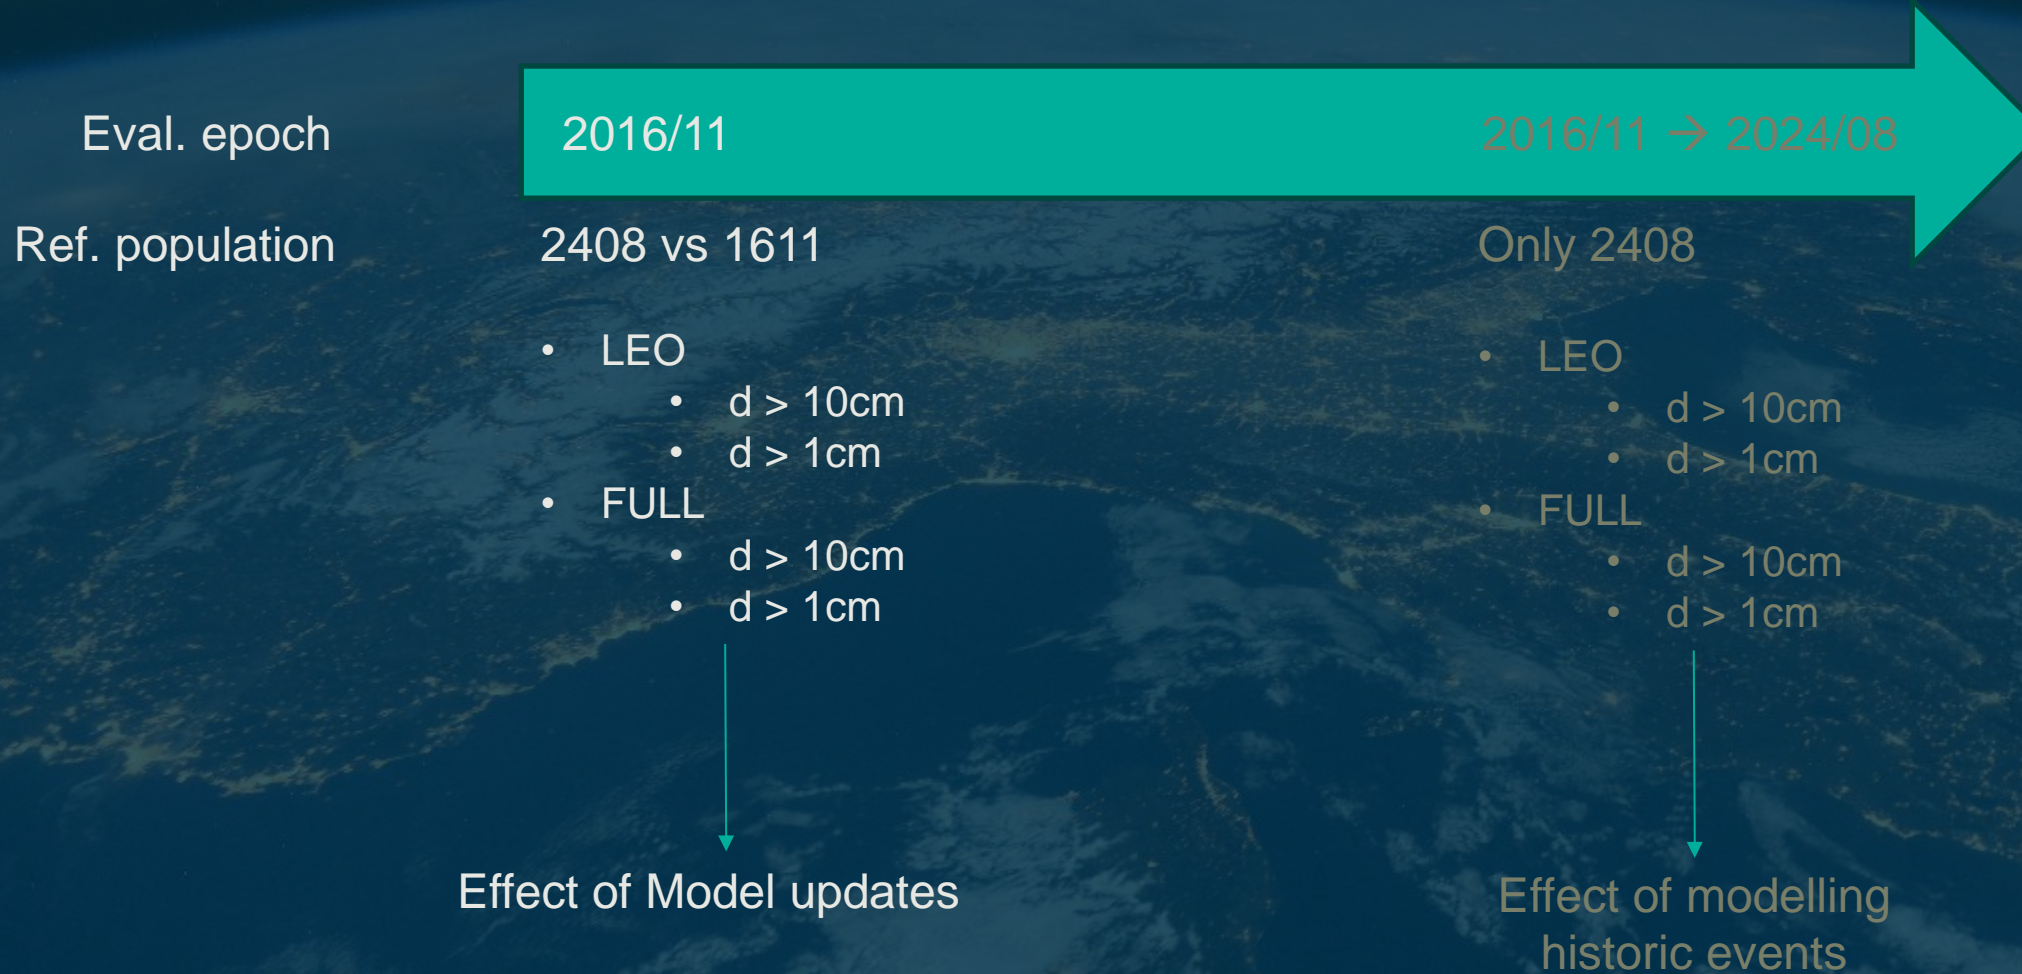 Eval. epoch
2016/11
2016/11 → 2024/08
Ref. population
2408 vs 1611
Only 2408
• LEO
• d > 10cm
• d > 1cm
• FULL
• d > 10cm
• d > 1cm
• LEO
• d > 10cm
• d > 1cm
• FULL
• d > 10cm
• d > 1cm
Effect of Model updates
Effect of modelling
historic events